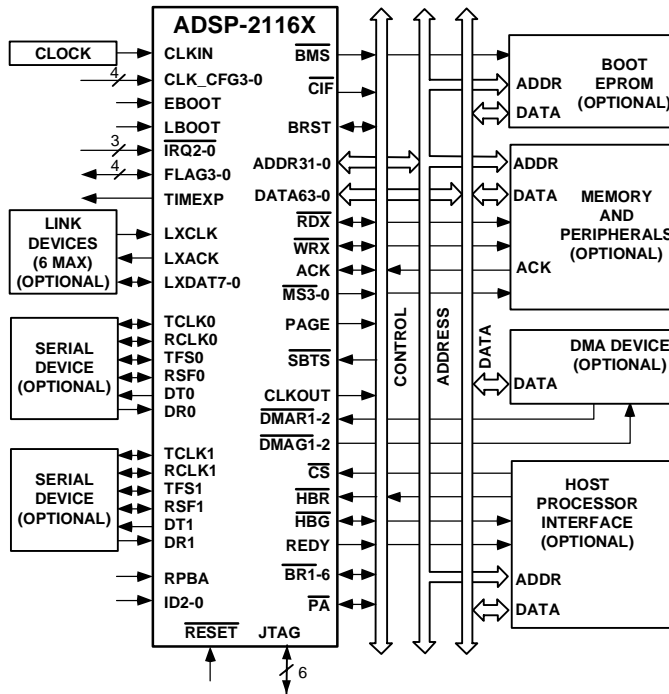 ADSP-2116X
CLOCK
CLKIN
4
CLK_CFG3-0
EBOOT
LBOOT
3
IRQ2-0
4
FLAG3-0
TIMEXP
LINK
DEVICES
(6 MAX)
(OPTIONAL)
LXCLK
LXACK
LXDAT7-0
SERIAL
DEVICE
(OPTIONAL)
TCLK0
RCLK0
TFS0
RSF0
DT0
DR0
SERIAL
DEVICE
(OPTIONAL)
TCLK1
RCLK1
TFS1
RSF1
DT1
DR1
RPBA
ID2-0
RESET
JTAG
6
BMS
CIF
BRST
ADDR31-0
DATA63-0
RDX
WRX
ACK
MS3-0
PAGE
SBTS
CLKOUT
DMAR1-2
DMAG1-2
CS
HBR
HBG
REDY
BR1-6
PA
CONTROL
ADDRESS
DATA
BOOT
EPROM
(OPTIONAL)
ADDR
DATA
ADDR
DATA
ACK
MEMORY
AND
PERIPHERALS
(OPTIONAL)
DMA DEVICE
(OPTIONAL)
DATA
HOST
PROCESSOR
INTERFACE
(OPTIONAL)
ADDR
DATA